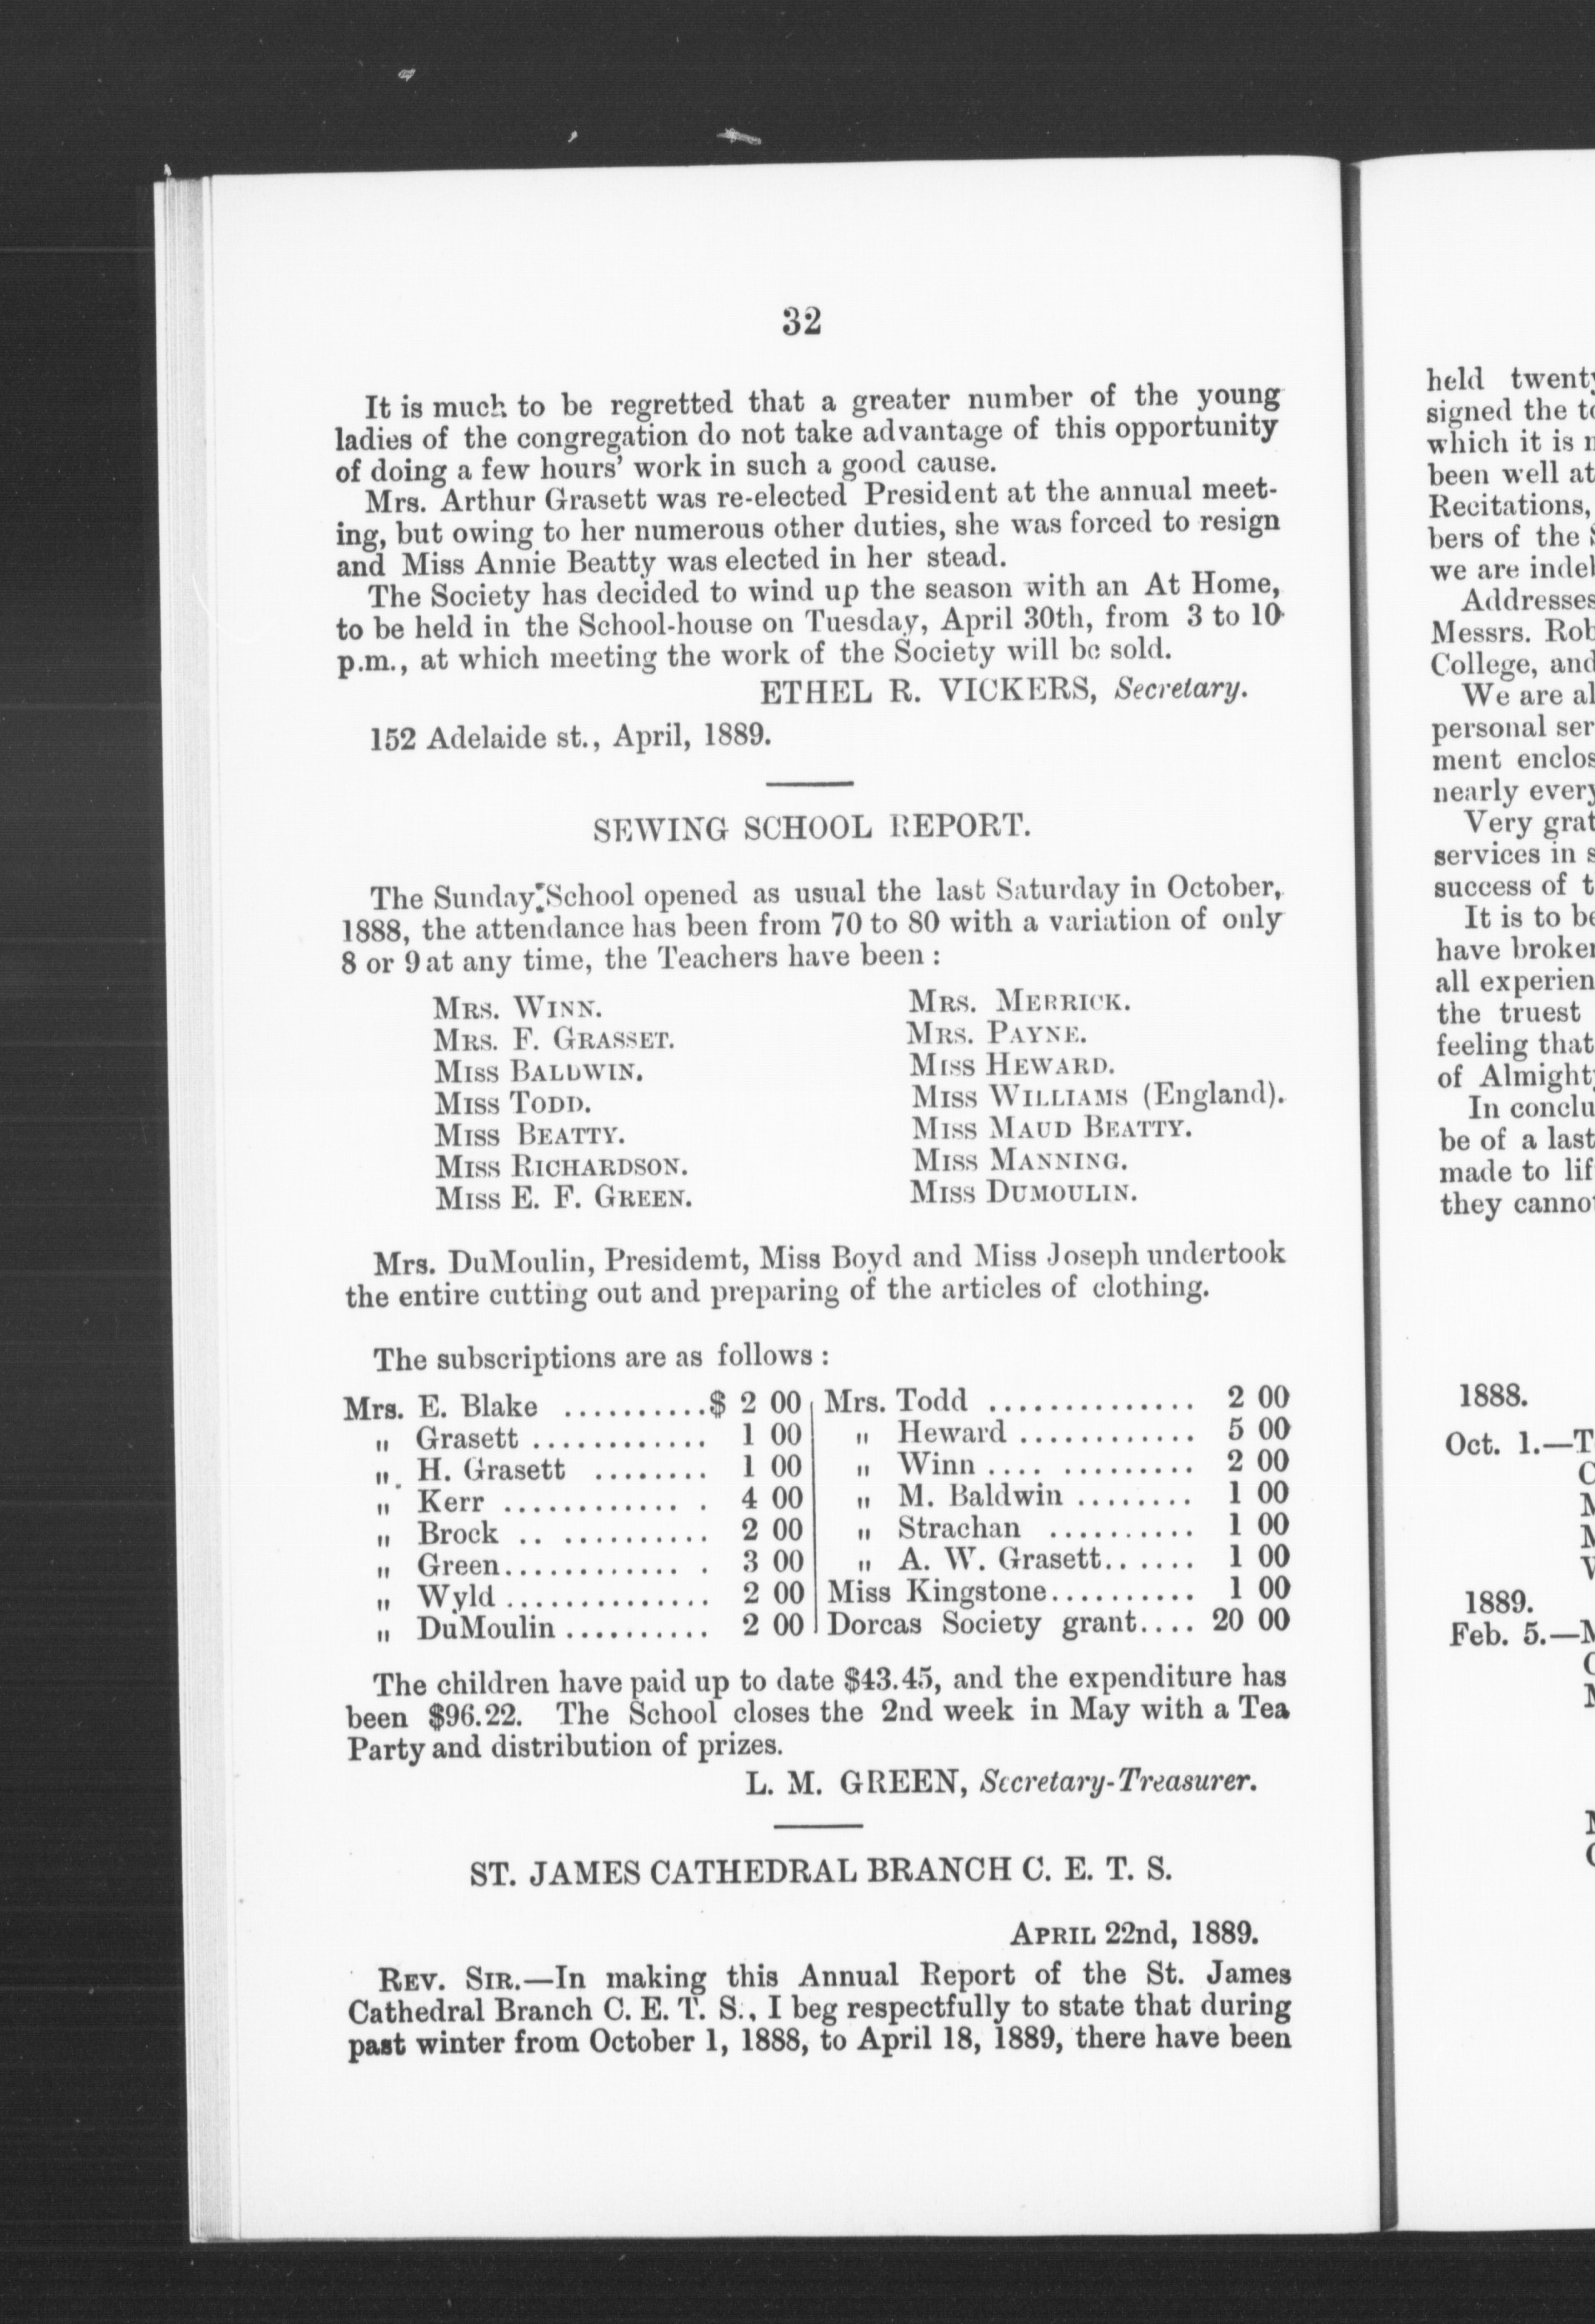 32
It is much to be regretted that a greater number of the young
ladies of the congregation do not take advantage of this opportunity
of doing a few hours' work in such a good cause.
Mrs. Arthur Grasett was re-elected President at the annual meet-
ing, but owing to her numerous other duties, she was forced to resign
and Miss Annie Beatty was elected in her stead.
The Society has decided to wind up the season with an At Home,
to be held in the School-house on Tuesday, April 30th, from 3 to 10
p.m., at which meeting the work of the Society will be sold.
ETHEL R. VICKERS, Secretary.
152 Adelaide st., April, 1889.
SEWING SCHOOL REPORT.
The Sunday School opened as usual the last Saturday in October,
1888, the attendance has been from 70 to 80 with a variation of only
8 or 9 at any time, the Teachers have been :
MRS. WINN. MRS. MERRICK.
MRS. F. GRASSET. MRS. PAYNE.
MISS BALDWIN. MISS HEWARD.
MISS TODD. MISS WILLIAMS (England).
MISS BEATTY. MISS MAUD BEATTY.
MISS RICHARDSON. MISS MANNING.
MISS E. F. GREEN. MISS DUMOULIN.
Mrs. DuMoulin, Presidemt, Miss Boyd and Miss Joseph undertook
the entire cutting out and preparing of the articles of clothing.
The subscriptions are as follows :
Mrs. E. Blake ..........$ 2 00 Mrs. Todd .............. 2 00
" Grasett ............ 1 00 " Heward ............ 5 00
" H. Grasett ........ 1 00 " Winn .... ......... 2 00
" Kerr ............. . 4 00 " M. Baldwin ........ 1 00
" Brock .. .......... 2 00 " Strachan .......... 1 00
" Green............. . 3 00 " A. W. Grasett...... 1 00
" Wyld ............... 2 00 Miss Kingstone.......... 1 00
" DuMoulin .......... 2 00 Dorcas Society grant.... 20 00
The children have paid up to date $43.45, and the expenditure has
been $96.22. The School closes the 2nd week in May with a Tea
Party and distribution of prizes.
L. M. GREEN, Secretary-Treasurer.
ST. JAMES CATHEDRAL BRANCH C. E. T. S.
APRIL 22nd, 1889.
REV. SIR.—In making this Annual Report of the St. James
Cathedral Branch C. E. T. S., I beg respectfully to state that during
past winter from October 1, 1888, to April 18, 1889, there have been
held
signed the
which it is
been well at
Recitations,
bers of the
we are
Addresses
Messrs.
College, and
We are
personal
ment
nearly
Very
services in
success of
It is to
have
all
the truest
feeling that
of
In
be of a last
made to
they
1888.
Oct. 1.—
1889.
Feb. 5.—